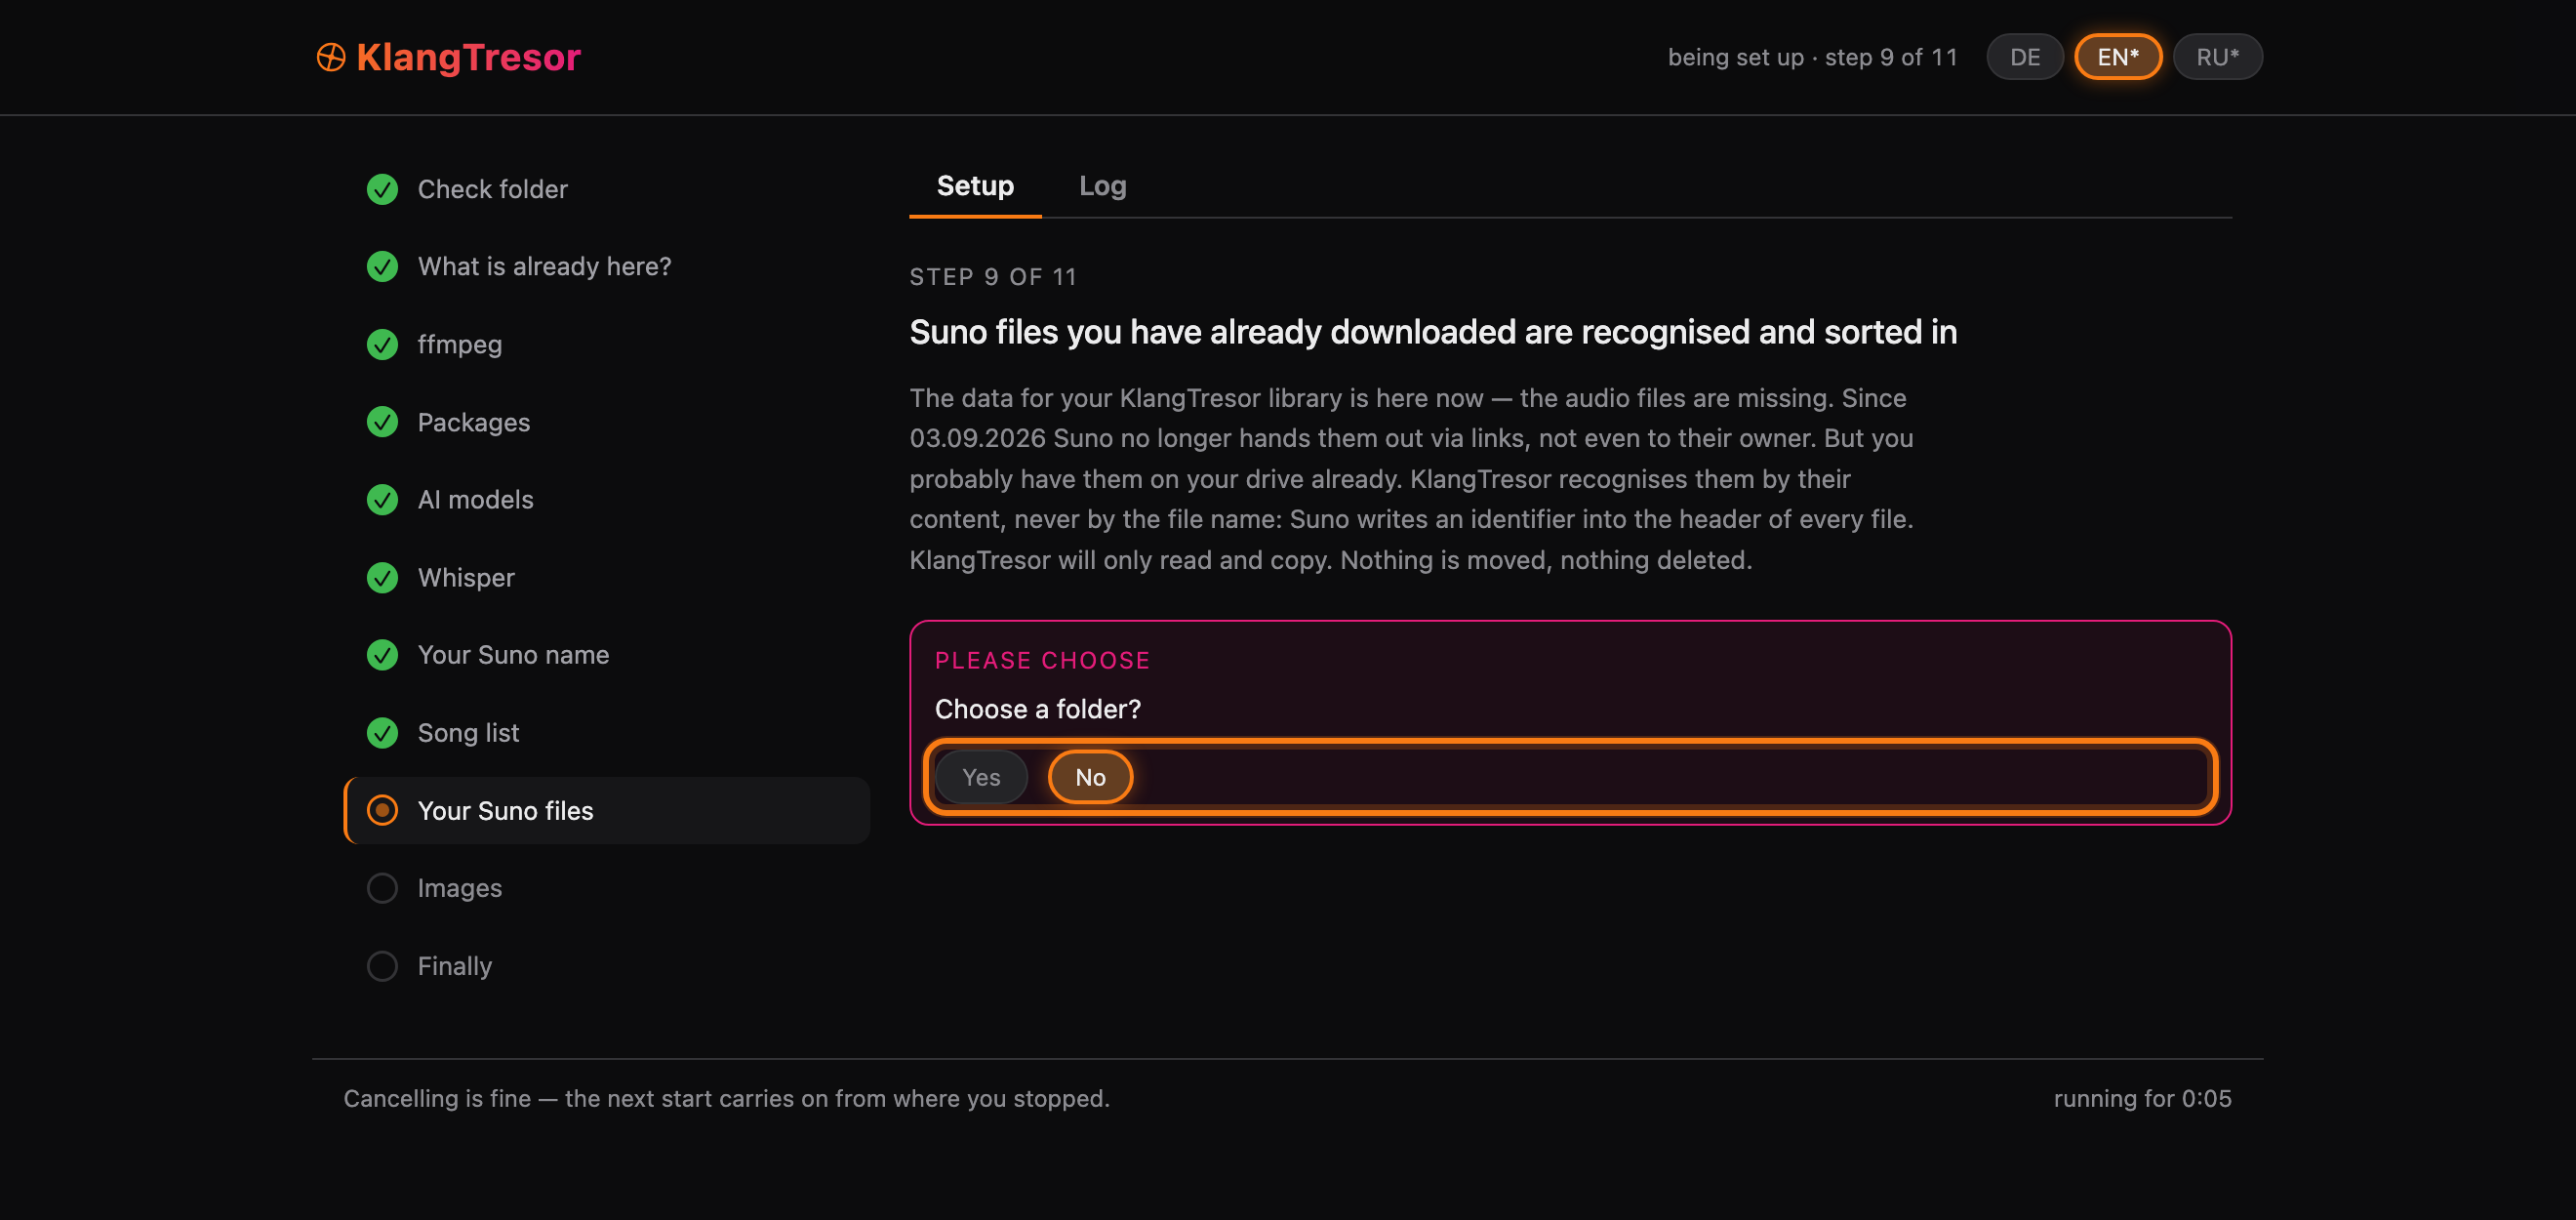 KlangTresor
being set up · step 9 of 11
DE
EN*
RU*
Check folder
What is already here?
ffmpeg
Packages
AI models
Whisper
Your Suno name
Song list
Your Suno files
Images
Finally
Setup
Log
STEP 9 OF 11
Suno files you have already downloaded are recognised and sorted in
The data for your KlangTresor library is here now — the audio files are missing. Since
03.09.2026 Suno no longer hands them out via links, not even to their owner. But you
probably have them on your drive already. KlangTresor recognises them by their
content, never by the file name: Suno writes an identifier into the header of every file.
KlangTresor will only read and copy. Nothing is moved, nothing deleted.
PLEASE CHOOSE
Choose a folder?
Yes
No
Cancelling is fine — the next start carries on from where you stopped.
running for 0:05